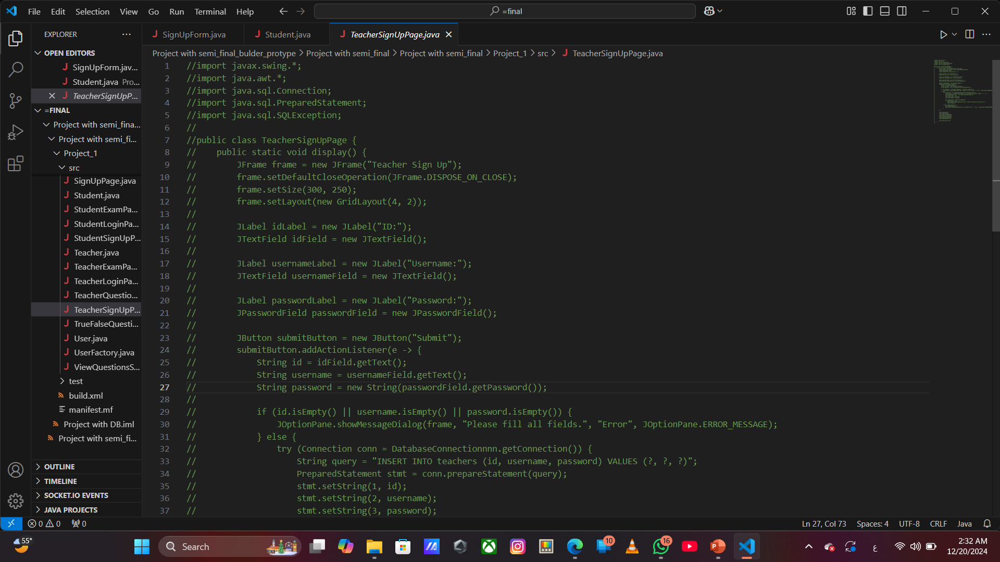 File Edit Selection View Go Run Terminal Help
=final
EXPLORER
OPEN EDITORS
SignUpForm.jav...
Student.java Pro...
TeacherSignUpP...
=FINAL
Project with semi_fina...
Project with semi_fi...
Project_1
src
SignUpPage.java
Student.java
StudentExamPa...
StudentLoginPa...
StudentSignUpP...
Teacher.java
TeacherExamPa...
TeacherLoginPa...
TeacherQuestio...
TeacherSignUpP...
TrueFalseQuesti...
User.java
UserFactory.java
ViewQuestionsS...
test
build.xml
manifest.mf
Project with DB.iml
Project with semi_fi...
OUTLINE
TIMELINE
SOCKET.IO EVENTS
JAVA PROJECTS
SignUpForm.java Student.java TeacherSignUpPage.java
Project with semi_final_bulder_protype > Project with semi_final > Project with semi_final > Project_1 > src > TeacherSignUpPage.java
1 //import javax.swing.*;
2 //import java.awt.*;
3 //import java.sql.Connection;
4 //import java.sql.PreparedStatement;
5 //import java.sql.SQLException;
6 //
7 //public class TeacherSignUpPage {
8 //    public static void display() {
9 //        JFrame frame = new JFrame("Teacher Sign Up");
10 //        frame.setDefaultCloseOperation(JFrame.DISPOSE_ON_CLOSE);
11 //        frame.setSize(300, 250);
12 //        frame.setLayout(new GridLayout(4, 2));
13 //
14 //        JLabel idLabel = new JLabel("ID:");
15 //        JTextField idField = new JTextField();
16 //
17 //        JLabel usernameLabel = new JLabel("Username:");
18 //        JTextField usernameField = new JTextField();
19 //
20 //        JLabel passwordLabel = new JLabel("Password:");
21 //        JPasswordField passwordField = new JPasswordField();
22 //
23 //        JButton submitButton = new JButton("Submit");
24 //        submitButton.addActionListener(e -> {
25 //            String id = idField.getText();
26 //            String username = usernameField.getText();
27 //            String password = new String(passwordField.getPassword());
28 //
29 //            if (id.isEmpty() || username.isEmpty() || password.isEmpty()) {
30 //                JOptionPane.showMessageDialog(frame, "Please fill all fields.", "Error", JOptionPane.ERROR_MESSAGE);
31 //            } else {
32 //                try (Connection conn = DatabaseConnectionnnn.getConnection()) {
33 //                    String query = "INSERT INTO teachers (id, username, password) VALUES (?, ?, ?)";
34 //                    PreparedStatement stmt = conn.prepareStatement(query);
35 //                    stmt.setString(1, id);
36 //                    stmt.setString(2, username);
37 //                    stmt.setString(3, password);
0 0 0
Ln 27, Col 73 Spaces: 4 UTF-8 CRLF Java
55°
Search
10
16
ع
2:32 AM
12/20/2024